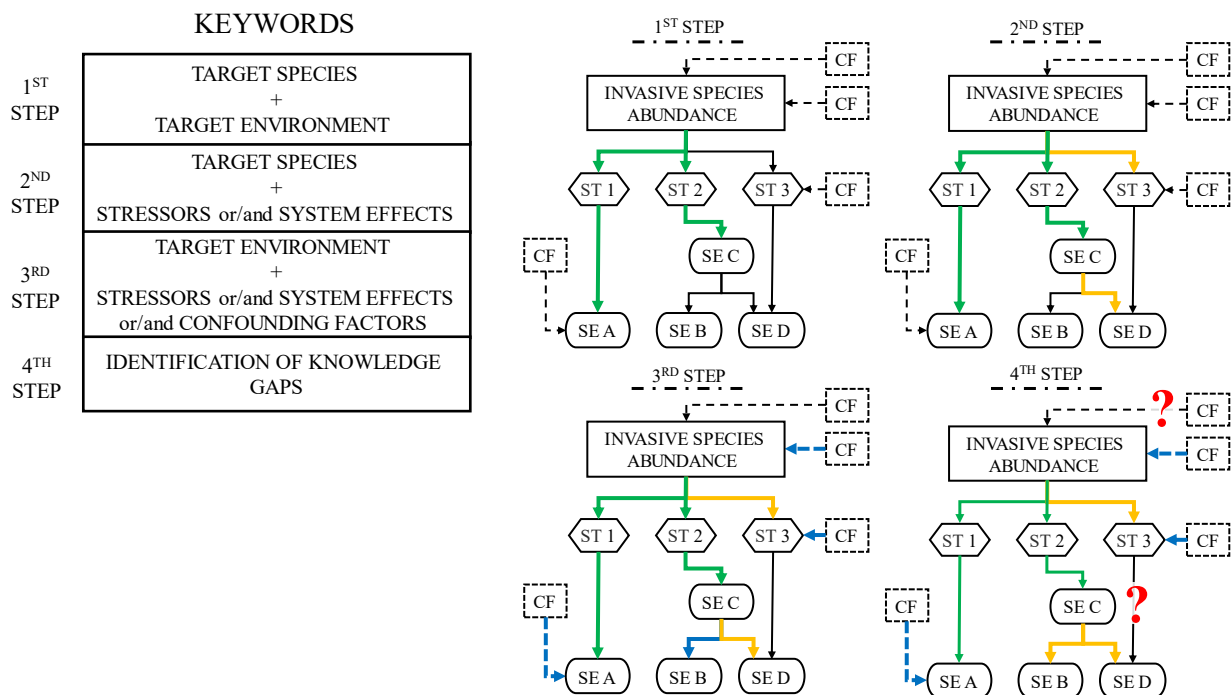 KEYWORDS
1ST STEP
TARGET SPECIES
+
TARGET ENVIRONMENT
2ND STEP
TARGET SPECIES
+
STRESSORS or/and SYSTEM EFFECTS
3RD STEP
TARGET ENVIRONMENT
+
STRESSORS or/and SYSTEM EFFECTS
or/and CONFOUNDING FACTORS
4TH STEP
IDENTIFICATION OF KNOWLEDGE
GAPS
1ST STEP
CF
INVASIVE SPECIES
ABUNDANCE
CF
ST 1
ST 2
ST 3
CF
CF
SE C
SE A
SE B
SE D
2ND STEP
CF
INVASIVE SPECIES
ABUNDANCE
CF
ST 1
ST 2
ST 3
CF
CF
SE C
SE A
SE B
SE D
3RD STEP
CF
INVASIVE SPECIES
ABUNDANCE
CF
ST 1
ST 2
ST 3
CF
CF
SE C
SE A
SE B
SE D
4TH STEP
?
CF
INVASIVE SPECIES
ABUNDANCE
CF
ST 1
ST 2
ST 3
CF
CF
SE C
?
SE A
SE B
SE D